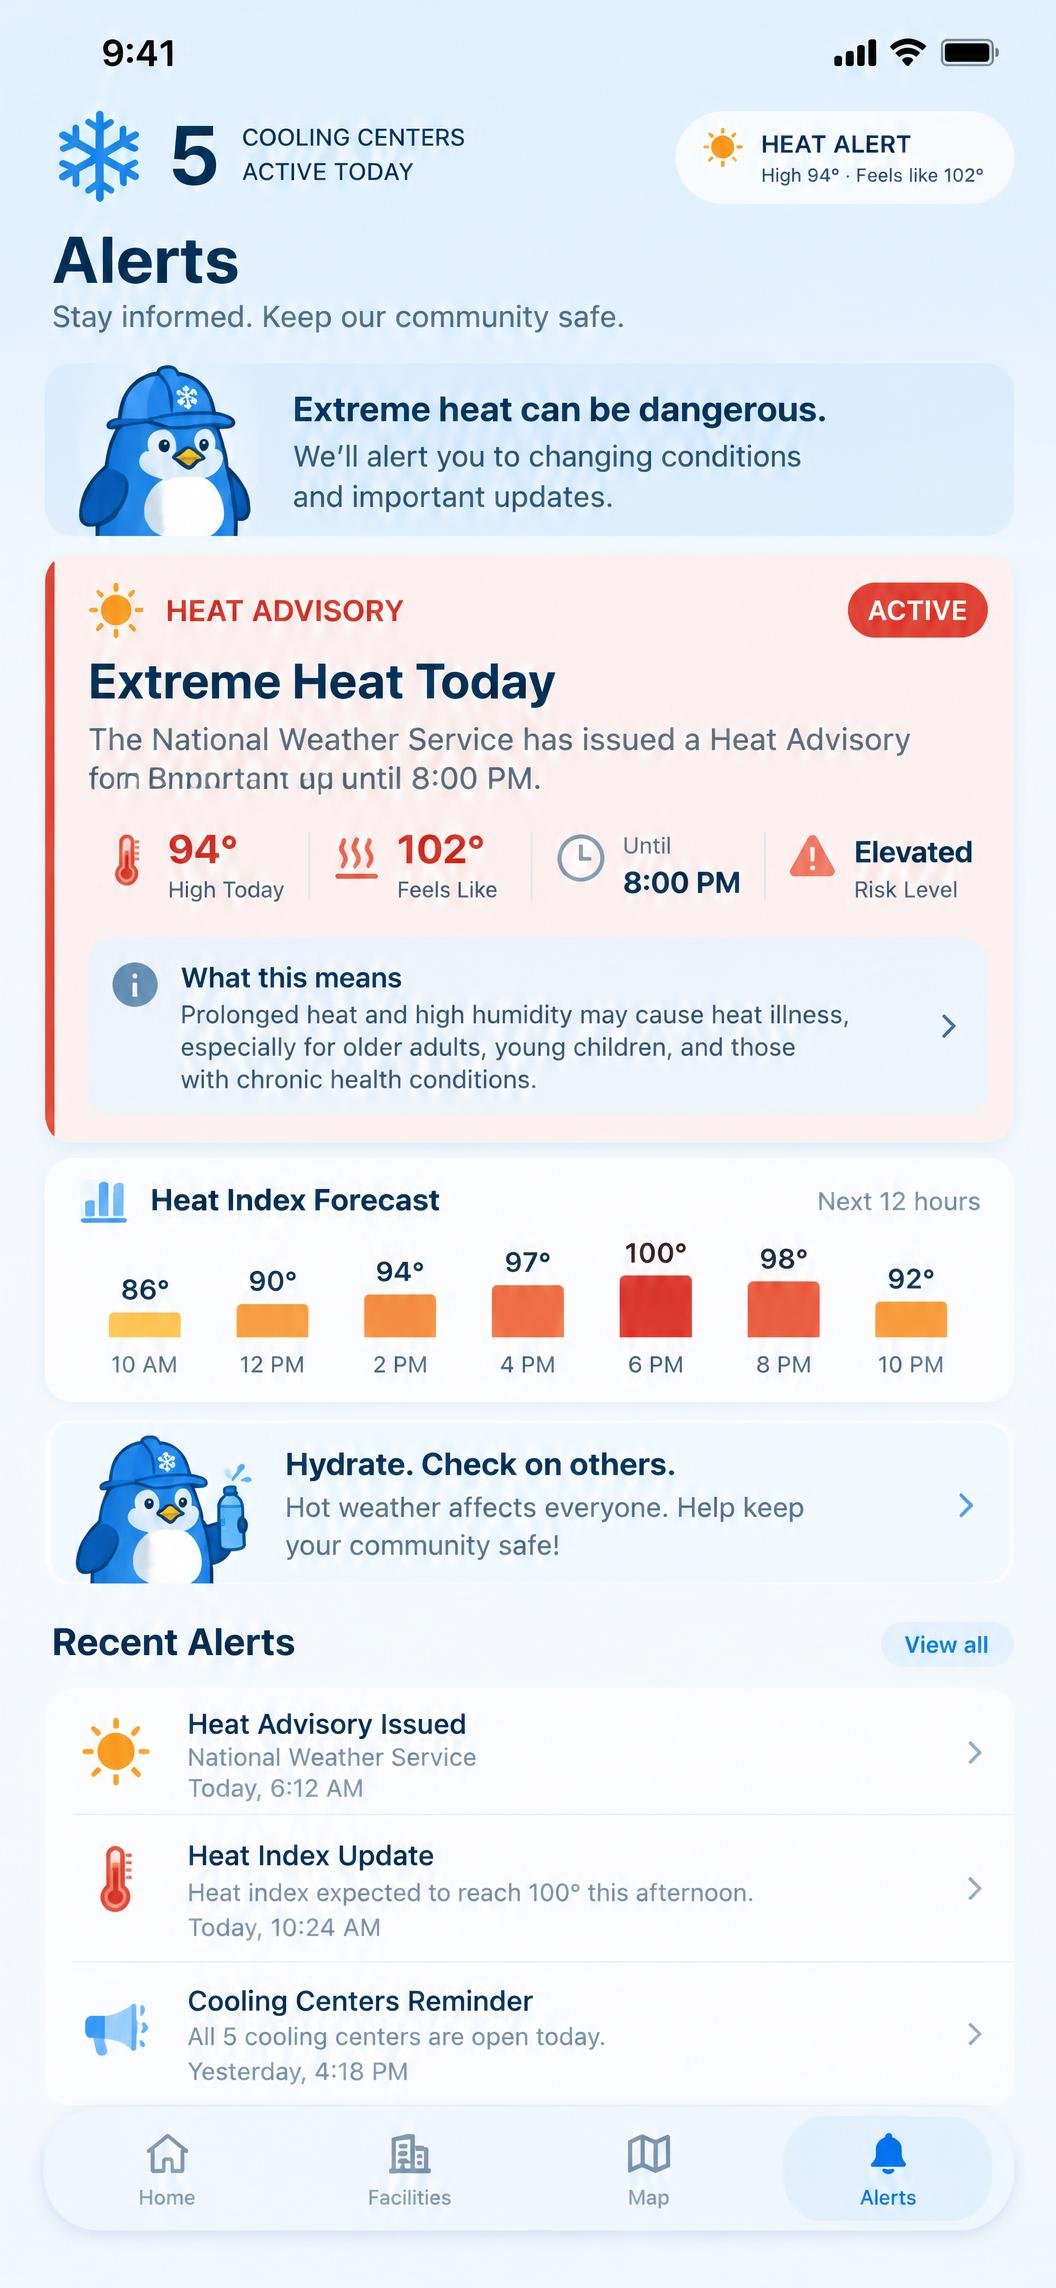 9:41
5 COOLING CENTERS
ACTIVE TODAY
HEAT ALERT
High 94° · Feels like 102°
Alerts
Stay informed. Keep our community safe.
Extreme heat can be dangerous.
We’ll alert you to changing conditions
and important updates.
HEAT ADVISORY
ACTIVE
Extreme Heat Today
The National Weather Service has issued a Heat Advisory
until 8:00 PM.
94°
High Today
102°
Feels Like
Until
8:00 PM
Elevated
Risk Level
What this means
Prolonged heat and high humidity may cause heat illness,
especially for older adults, young children, and those
with chronic health conditions.
Heat Index Forecast
Next 12 hours
86° 90° 94° 97° 100° 98° 92°
10 AM 12 PM 2 PM 4 PM 6 PM 8 PM 10 PM
Hydrate. Check on others.
Hot weather affects everyone. Help keep
your community safe!
Recent Alerts
View all
Heat Advisory Issued
National Weather Service
Today, 6:12 AM
Heat Index Update
Heat index expected to reach 100° this afternoon.
Today, 10:24 AM
Cooling Centers Reminder
All 5 cooling centers are open today.
Yesterday, 4:18 PM
Home
Facilities
Map
Alerts